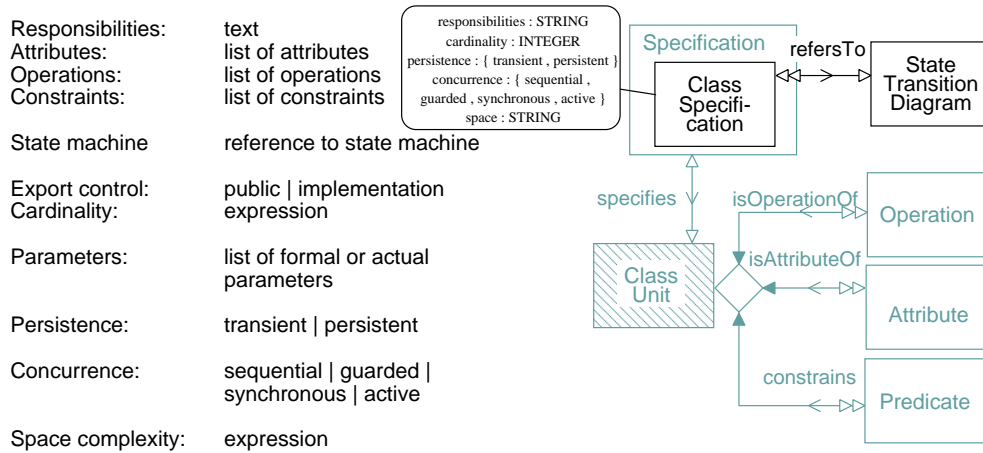 Responsibilities: text
Attributes: list of attributes
Operations: list of operations
Constraints: list of constraints
State machine reference to state machine
Export control: public | implementation
Cardinality: expression
Parameters: list of formal or actual
parameters
Persistence: transient | persistent
Concurrence: sequential | guarded |
synchronous | active
Space complexity: expression
responsibilities : STRING
cardinality : INTEGER
persistence : { transient , persistent }
concurrence : { sequential ,
guarded , synchronous , active }
space : STRING
Specification
Class
Specifi-
cation
refersTo
State
Transition
Diagram
specifies
Class
Unit
isOperationOf
Operation
isAttributeOf
Attribute
constrains
Predicate